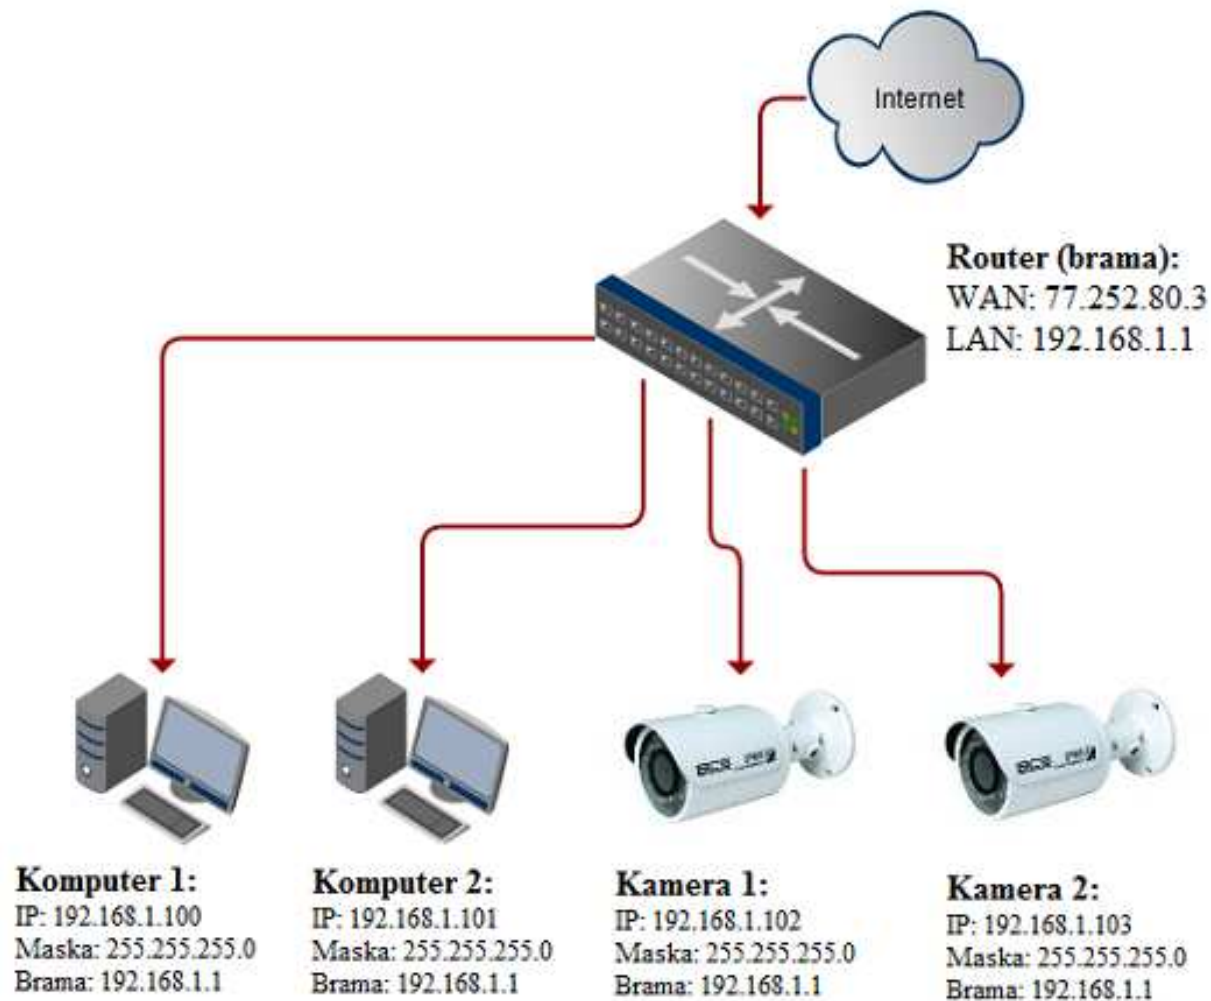 Internet
Router (brama):
WAN: 77.252.80.3
LAN: 192.168.1.1
Komputer 1:
IP: 192.168.1.100
Maska: 255.255.255.0
Brama: 192.168.1.1
Komputer 2:
IP: 192.168.1.101
Maska: 255.255.255.0
Brama: 192.168.1.1
BCS
Kamera 1:
IP: 192.168.1.102
Maska: 255.255.255.0
Brama: 192.168.1.1
BCS
Kamera 2:
IP: 192.168.1.103
Maska: 255.255.255.0
Brama: 192.168.1.1